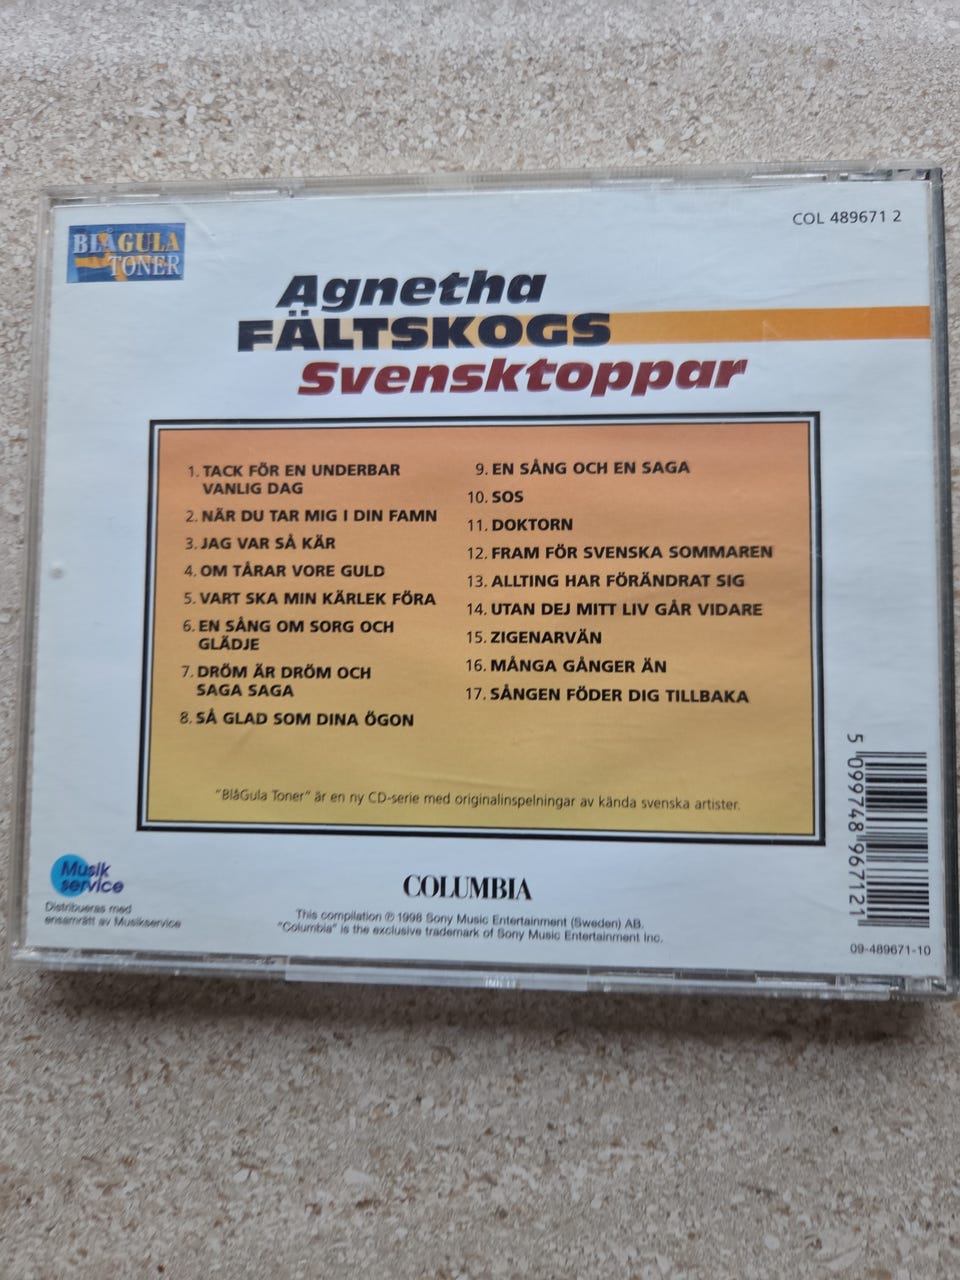 BLÅGULA
TONER
COL 489671 2
Agnetha
FÄLTSKOGS
Svensktoppar
1. TACK FÖR EN UNDERBAR
VANLIG DAG
2. NÄR DU TAR MIG I DIN FAMN
3. JAG VAR SÅ KÄR
4. OM TÅRAR VORE GULD
5. VART SKA MIN KÄRLEK FÖRA
6. EN SÅNG OM SORG OCH
GLÄDJE
7. DRÖM ÄR DRÖM OCH
SAGA SAGA
8. SÅ GLAD SOM DINA ÖGON
9. EN SÅNG OCH EN SAGA
10. SOS
11. DOKTORN
12. FRAM FÖR SVENSKA SOMMAREN
13. ALLTING HAR FÖRÄNDRAT SIG
14. UTAN DEJ MITT LIV GÅR VIDARE
15. ZIGENARVÄN
16. MÅNGA GÅNGER ÄN
17. SÅNGEN FÖDER DIG TILLBAKA
"BlåGula Toner" är en ny CD-serie med originalinspelningar av kända svenska artister.
5 099748 967121
Musik
service
Distribueras med
ensamrätt av Musikservice
COLUMBIA
This compilation ℗ 1998 Sony Music Entertainment (Sweden) AB.
"Columbia" is the exclusive trademark of Sony Music Entertainment Inc.
09-489671-10